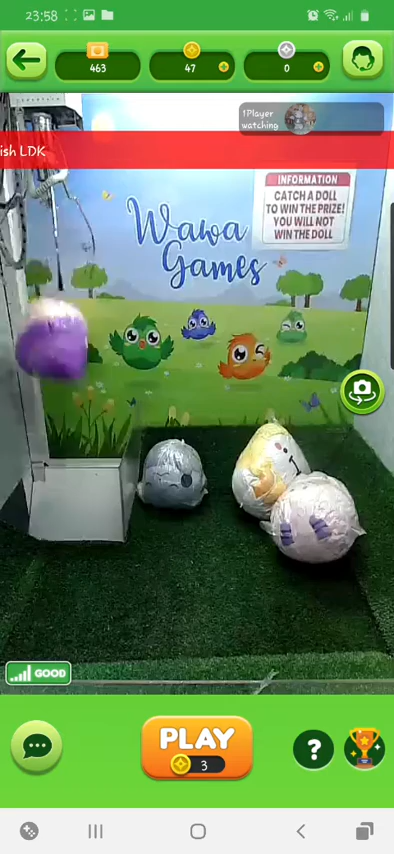 23:58
463
47
0
1Player
watching
ish LDK
INFORMATION
CATCH A DOLL
TO WIN THE PRIZE!
YOU WILL NOT
WIN THE DOLL
Wawa
Games
GOOD
PLAY
3
?